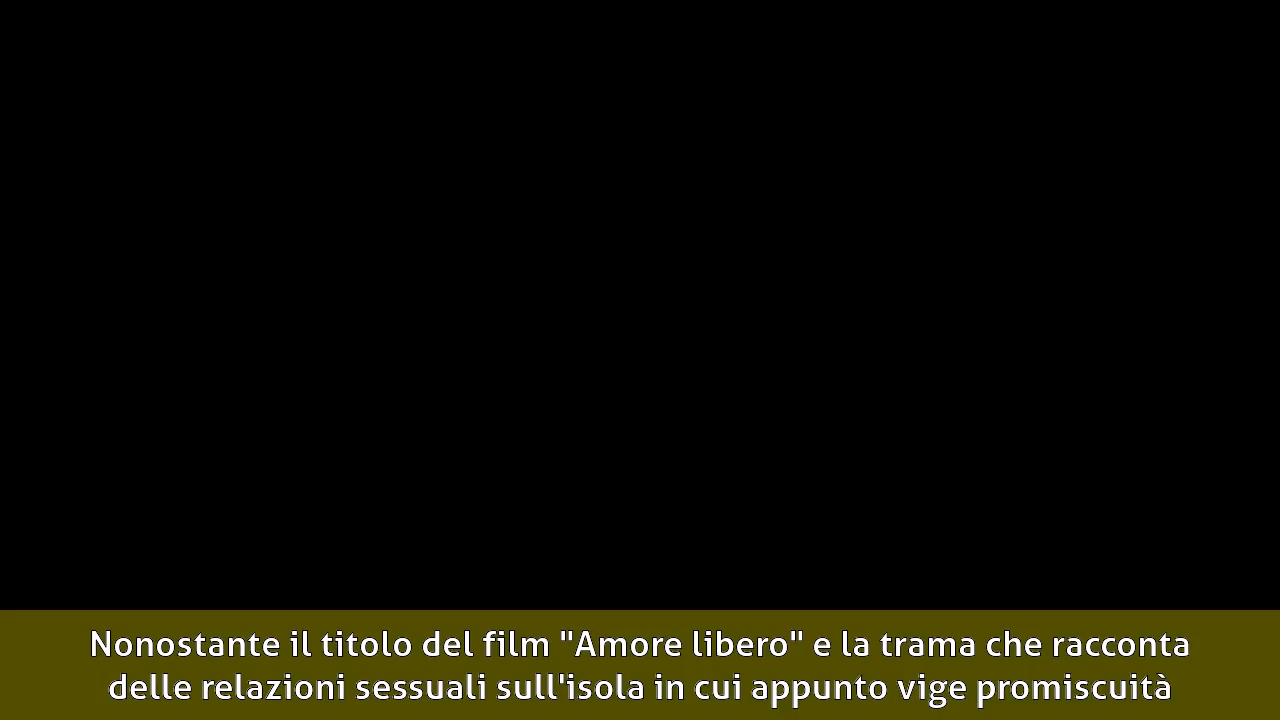 Nonostante il titolo del film "Amore libero" e la trama che racconta
delle relazioni sessuali sull'isola in cui appunto vige promiscuità